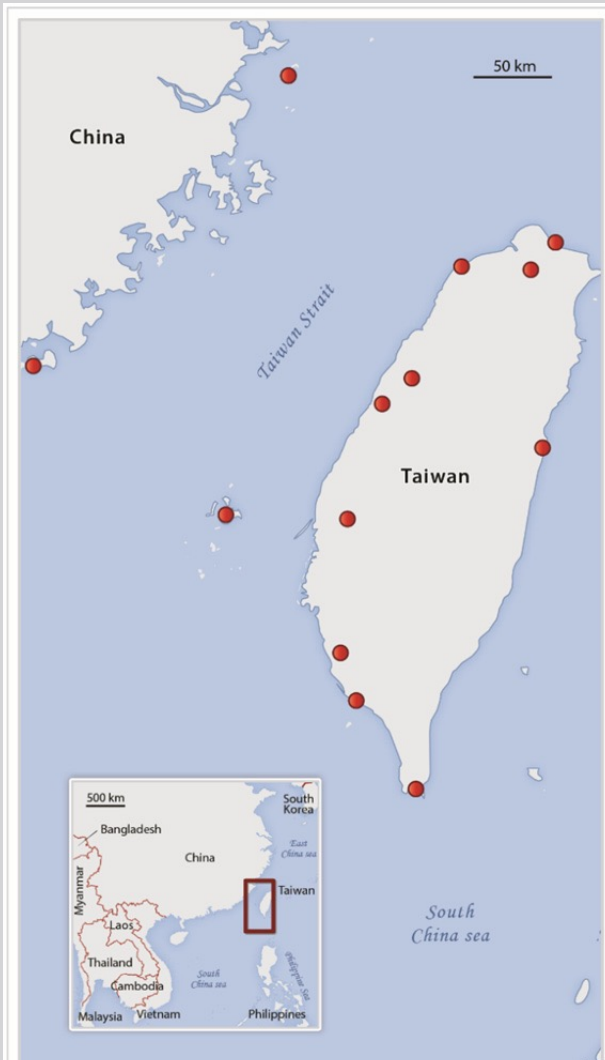 50 km
China
Taiwan Strait
Taiwan
500 km
South
Korea
Bangladesh
East
China sea
China
Myanmar
Taiwan
Laos
Thailand
South
China sea
Philippine Sea
Cambodia
Malaysia
Vietnam
Philippines
South
China sea